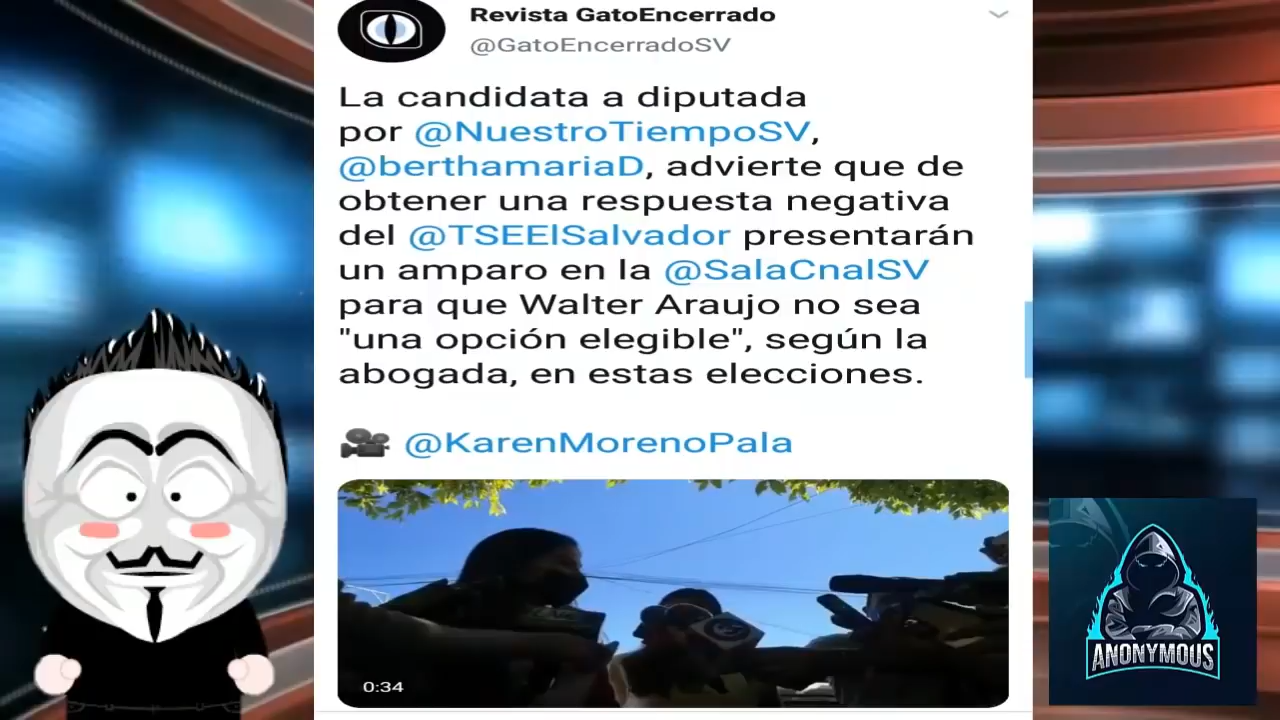 Revista GatoEncerrado
@GatoEncerradoSV
La candidata a diputada
por @NuestroTiempoSV,
@berthamariaD, advierte que de
obtener una respuesta negativa
del @TSEElSalvador presentarán
un amparo en la @SalaCnalSV
para que Walter Araujo no sea
"una opción elegible", según la
abogada, en estas elecciones.
@KarenMorenoPala
0:34
ANONYMOUS